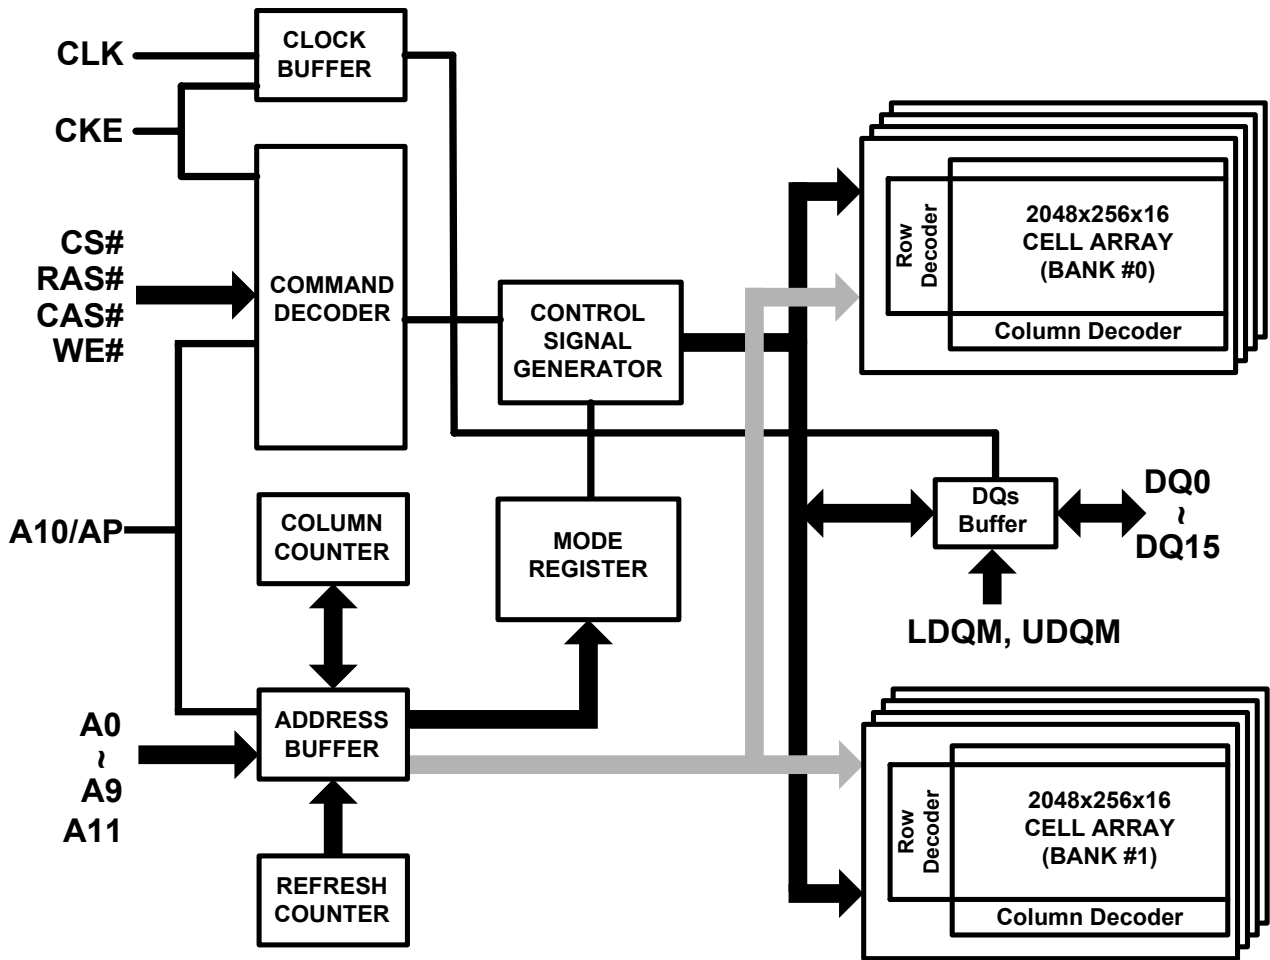 CLK
CKE
CLOCK
BUFFER
CS#
RAS#
CAS#
WE#
COMMAND
DECODER
CONTROL
SIGNAL
GENERATOR
Row
Decoder
2048x256x16
CELL ARRAY
(BANK #0)
Column Decoder
A10/AP
COLUMN
COUNTER
MODE
REGISTER
DQs
Buffer
DQ0
~
DQ15
LDQM, UDQM
A0
~
A9
A11
ADDRESS
BUFFER
REFRESH
COUNTER
Row
Decoder
2048x256x16
CELL ARRAY
(BANK #1)
Column Decoder